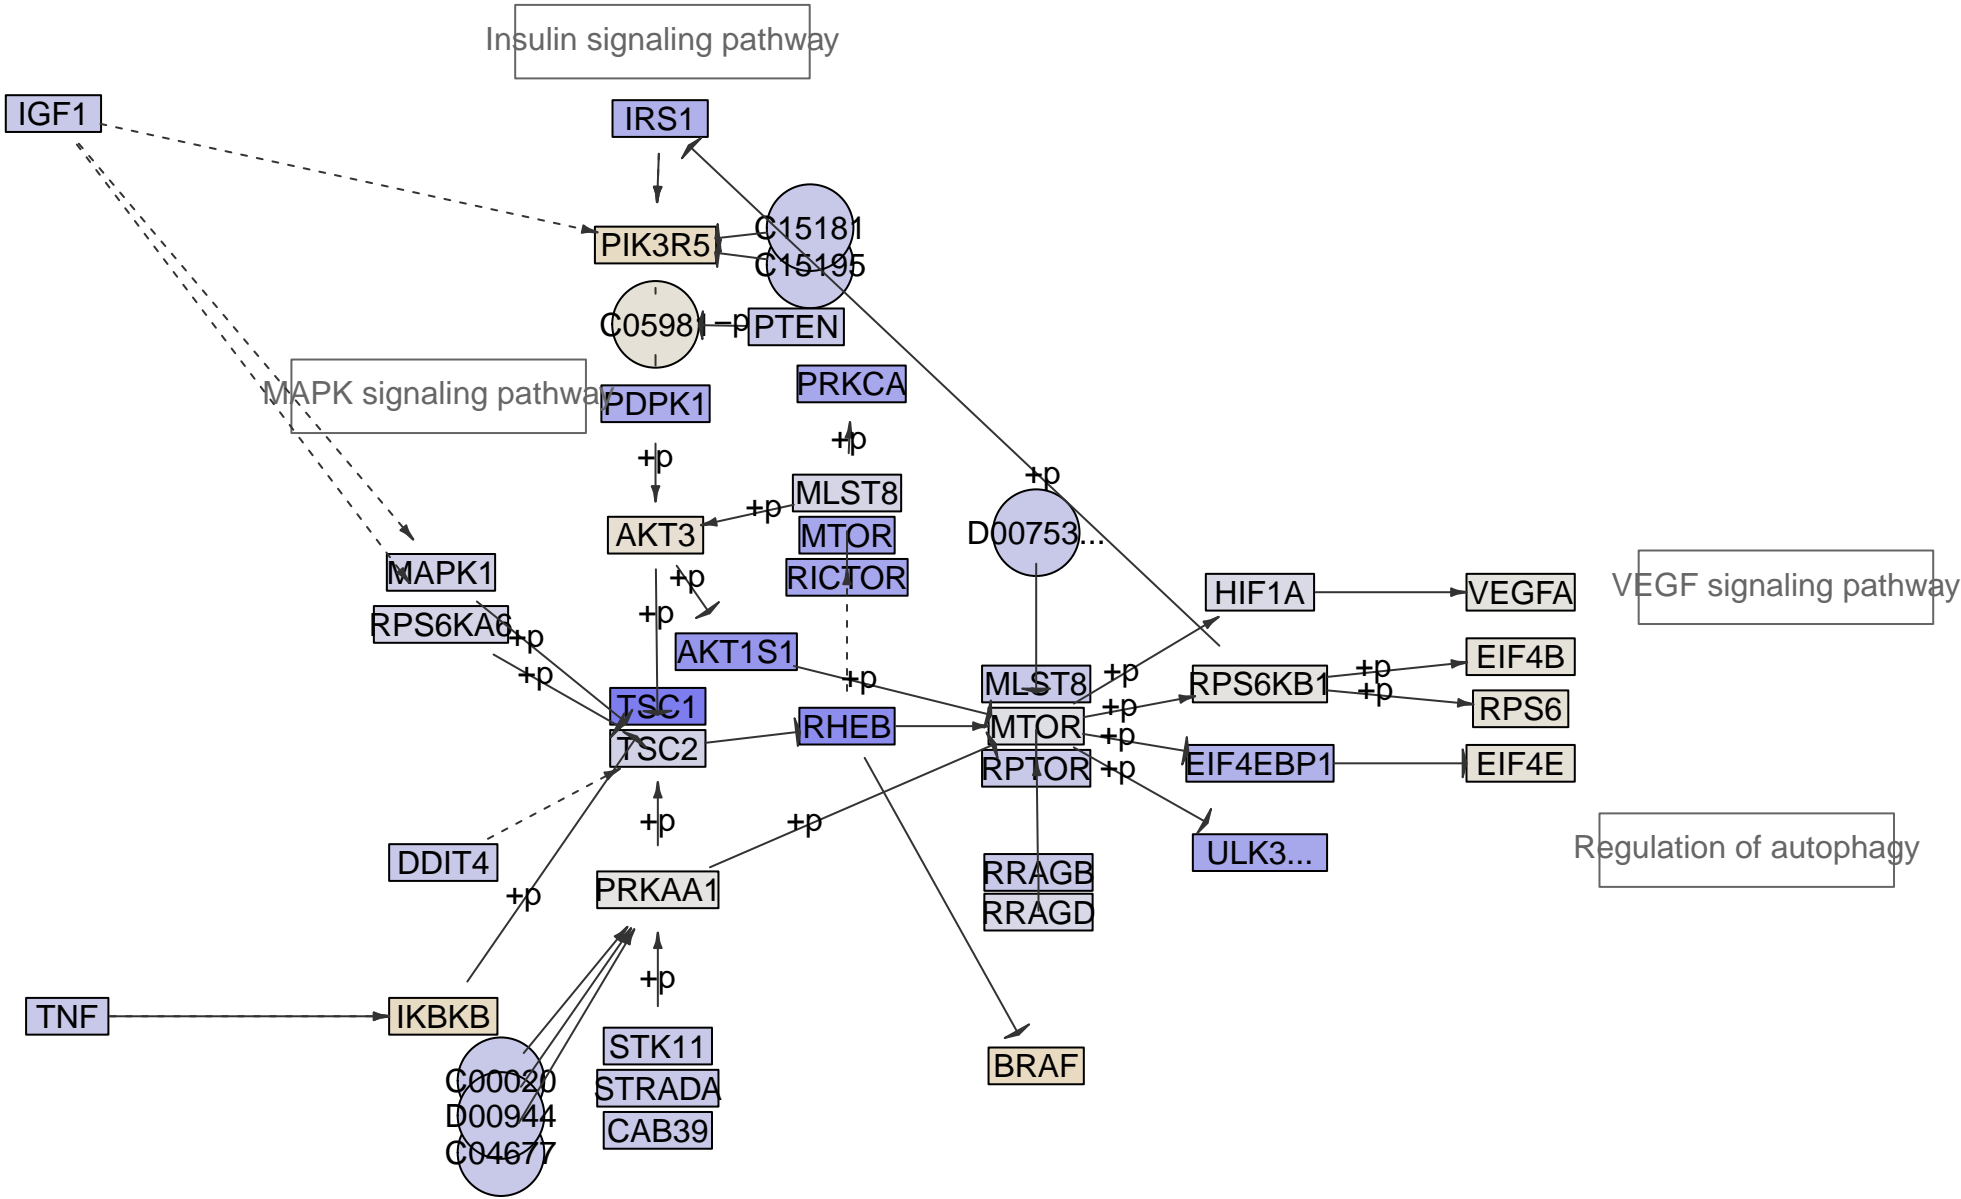 Insulin signaling pathway
IGF1
IRS1
C15181
PIK3R5
C15195
C0598
−p
PTEN
PRKCA
MAPK signaling pathway
PDPK1
+p
+p
+p
MLST8
+p
AKT3
MTOR
D00753...
MAPK1
RICTOR
+p
HIF1A
VEGFA
VEGF signaling pathway
+p
RPS6KA6
+p
AKT1S1
EIF4B
+p
+p
+p
+p
MLST8
RPS6KB1
+p
TSC1
+p
RPS6
RHEB
MTOR
+p
TSC2
RPTOR
+p
EIF4EBP1
EIF4E
+p
+p
Regulation of autophagy
DDIT4
ULK3...
RRAGB
PRKAA1
+p
RRAGD
+p
TNF
IKBKB
STK11
BRAF
C00020
STRADA
D00944
CAB39
C04677